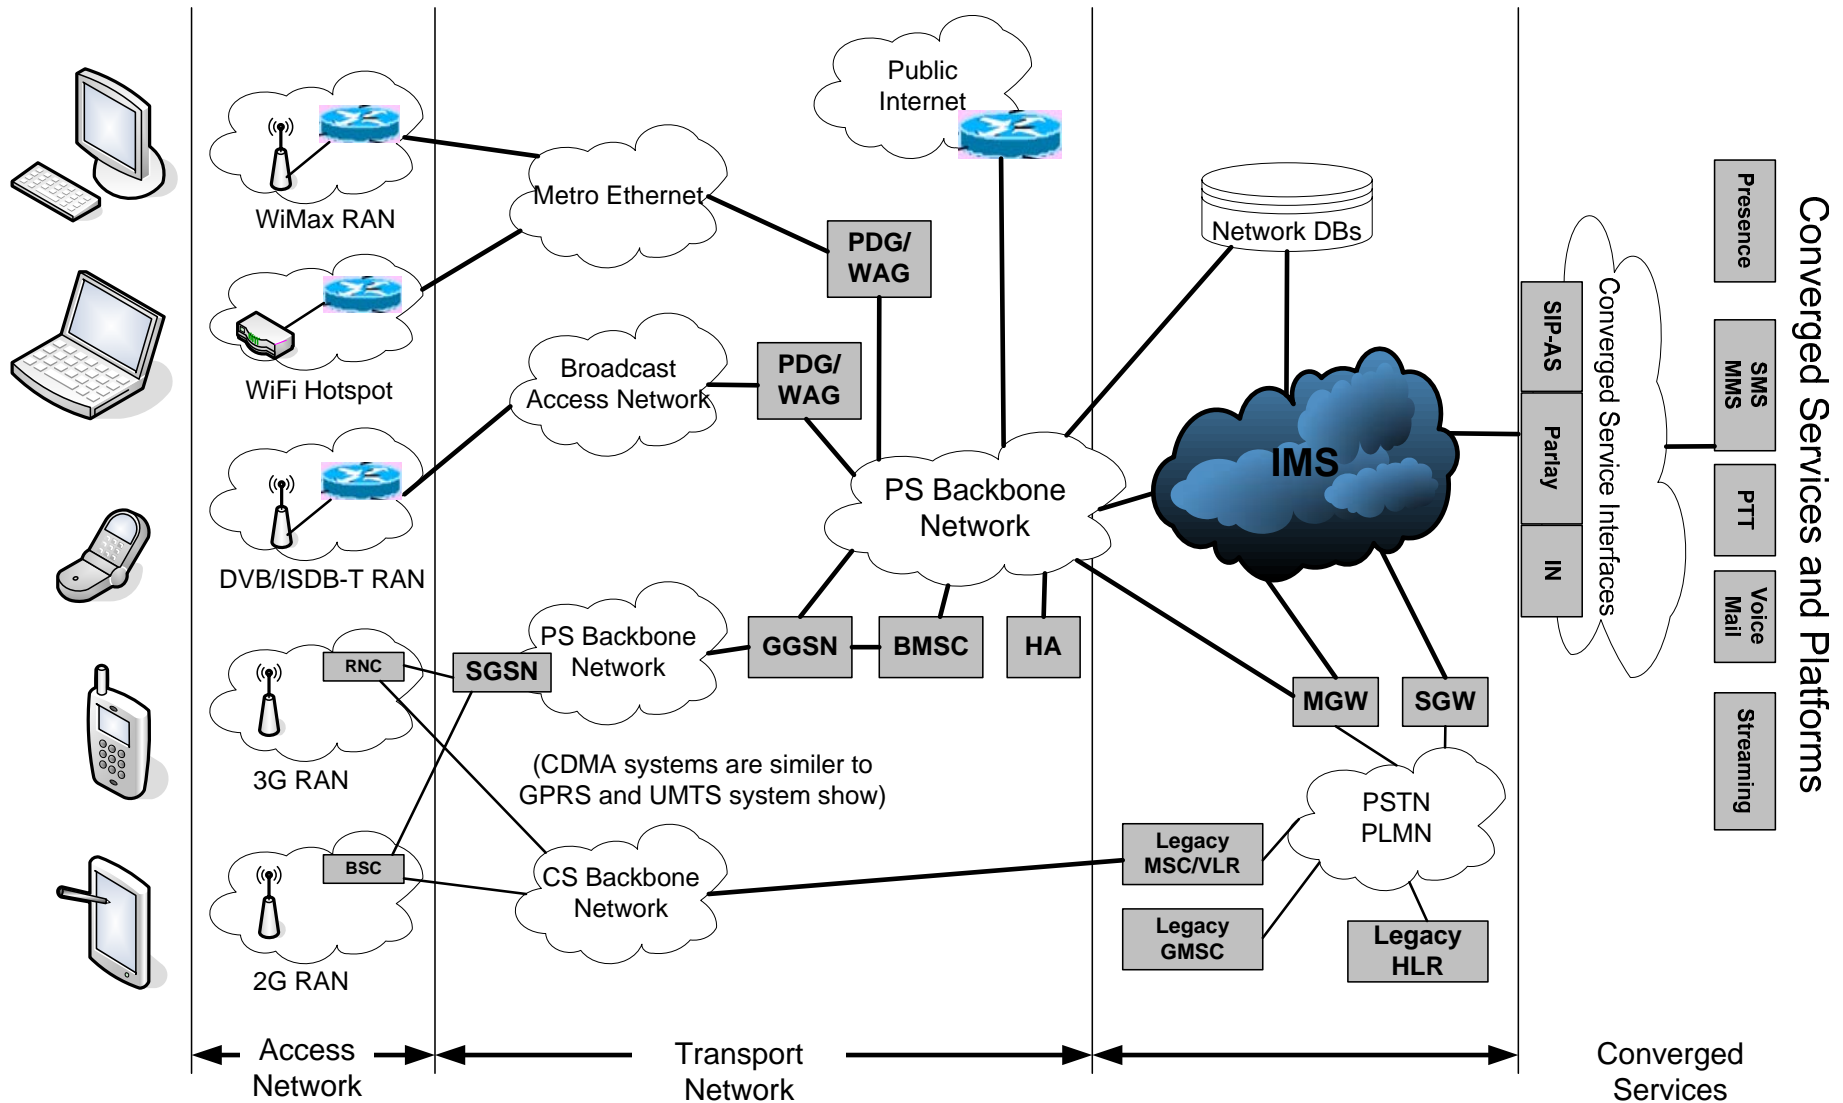 Public
Internet
WiMax RAN
Metro Ethernet
PDG/
WAG
Network DBs
WiFi Hotspot
Broadcast
Access Network
PDG/
WAG
DVB/ISDB-T RAN
PS Backbone
Network
IMS
SIP-AS
Parlay
IN
Converged Service Interfaces
Presence
SMS
MMS
PTT
Voice
Mail
Streaming
Converged Services and Platforms
RNC
3G RAN
SGSN
PS Backbone
Network
GGSN
BMSC
HA
MGW
SGW
(CDMA systems are similer to
GPRS and UMTS system show)
BSC
2G RAN
CS Backbone
Network
PSTN
PLMN
Legacy
MSC/VLR
Legacy
GMSC
Legacy
HLR
Access
Network
Transport
Network
Converged
Services